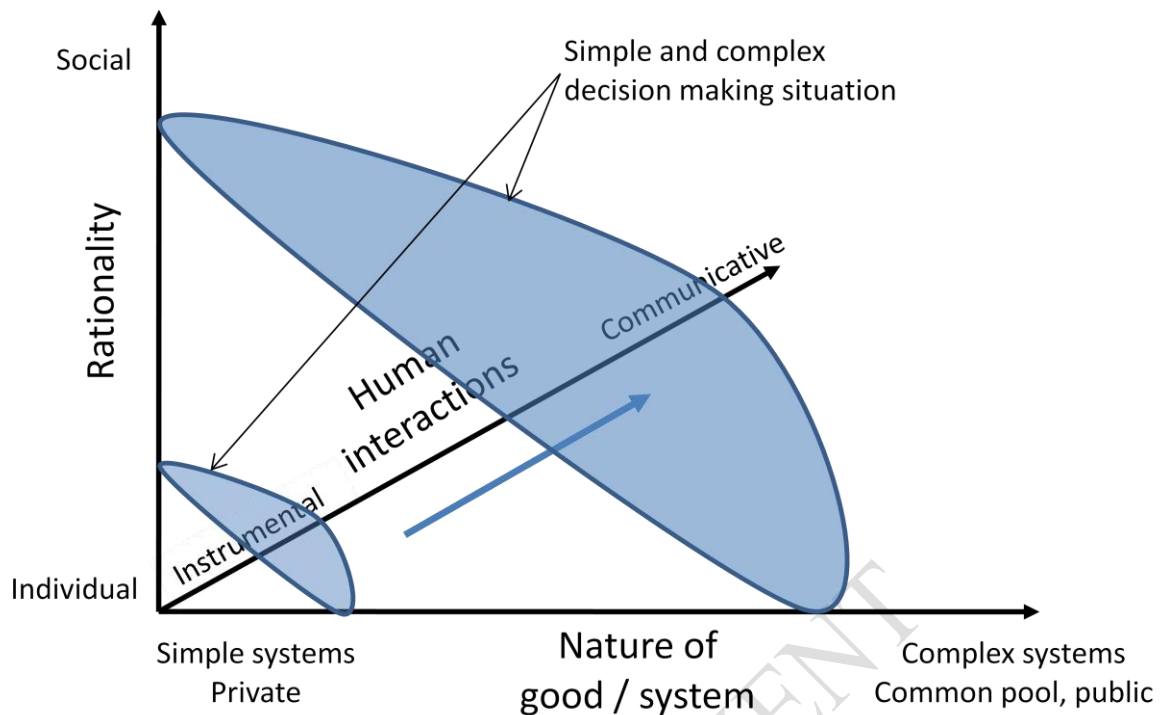 Social
Simple and complex
decision making situation
Rationality
Communicative
Human
interactions
Instrumental
Individual
Simple systems
Private
Nature of
good / system
Complex systems
Common pool, public